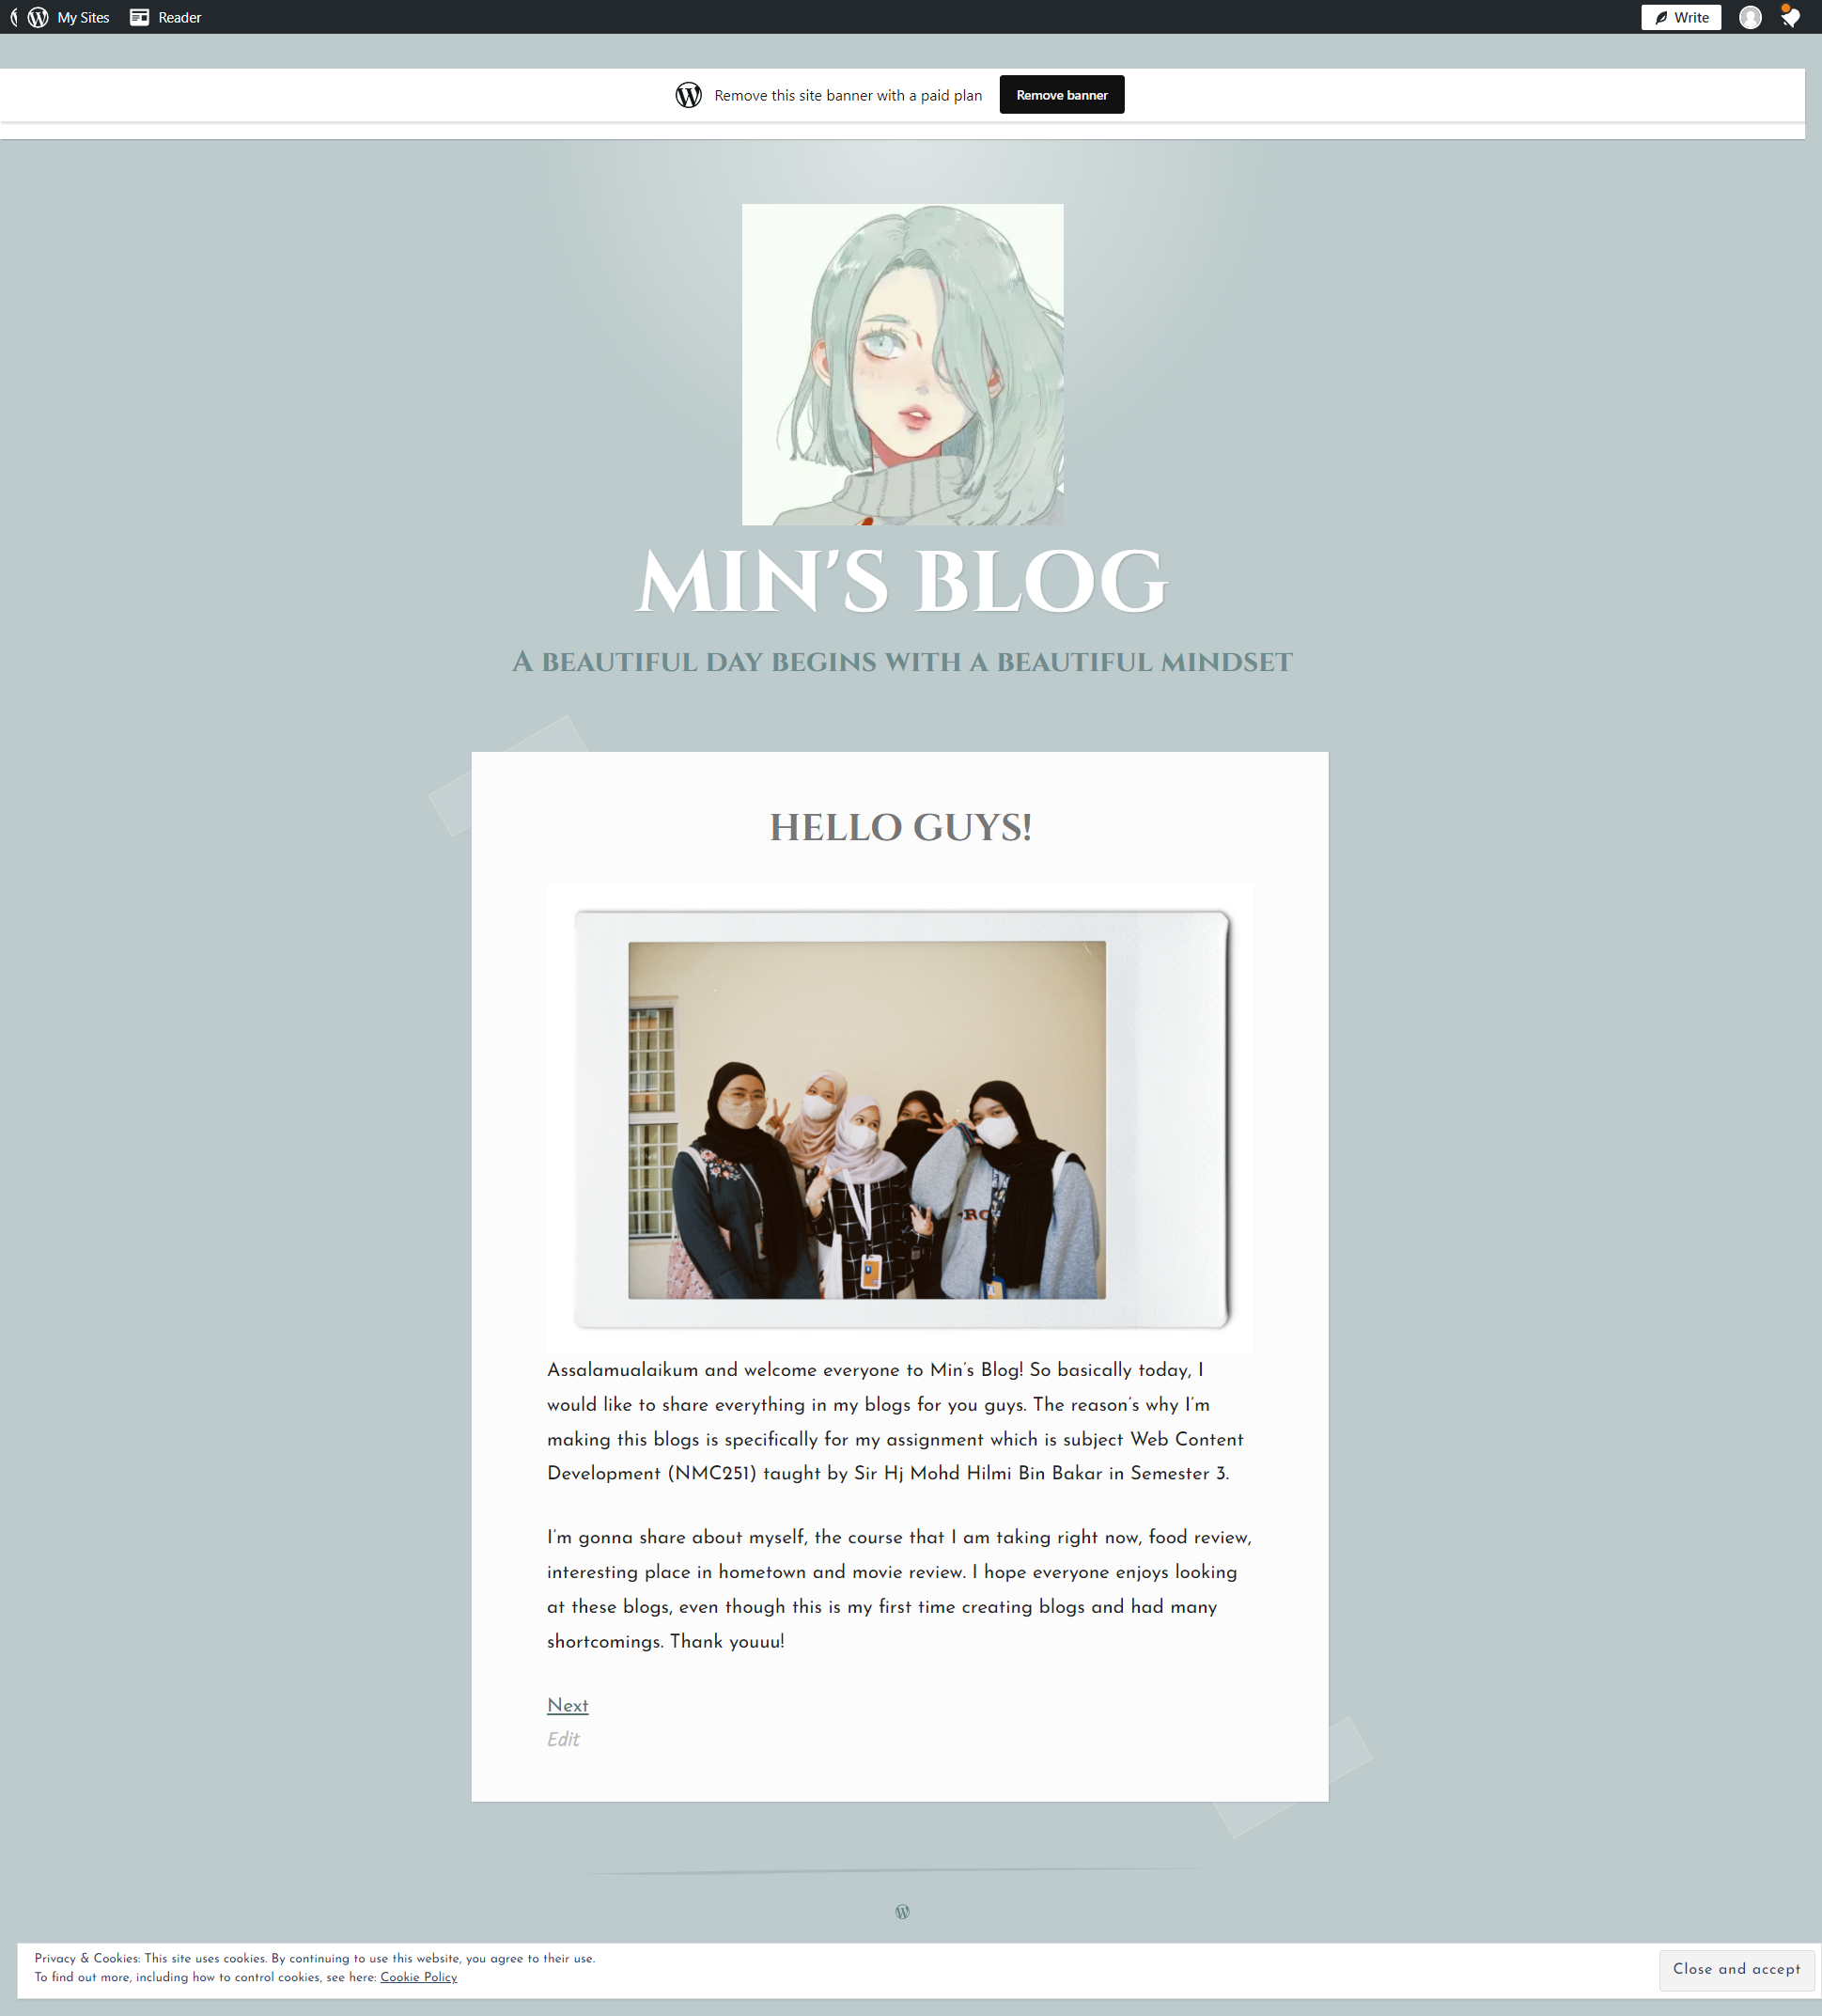 My Sites
Reader
Write
Remove this site banner with a paid plan
Remove banner
MIN'S BLOG
A BEAUTIFUL DAY BEGINS WITH A BEAUTIFUL MINDSET
HELLO GUYS!
RC
Assalamualaikum and welcome everyone to Min's Blog! So basically today, I
would like to share everything in my blogs for you guys. The reason's why I'm
making this blogs is specifically for my assignment which is subject Web Content
Development (NMC251) taught by Sir Hj Mohd Hilmi Bin Bakar in Semester 3.
I'm gonna share about myself, the course that I am taking right now, food review,
interesting place in hometown and movie review. I hope everyone enjoys looking
at these blogs, even though this is my first time creating blogs and had many
shortcomings. Thank youuu!
Next
Edit
Privacy & Cookies: This site uses cookies. By continuing to use this website, you agree to their use.
To find out more, including how to control cookies, see here: Cookie Policy
Close and accept